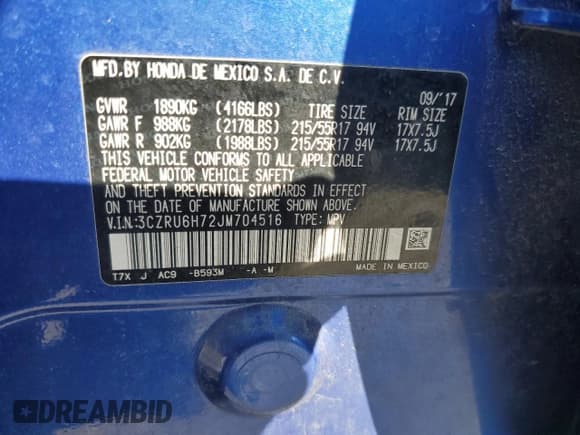 MFD.BY HONDA DE MEXICO S.A. DE C.V.
09/'17
GVWR 1890KG (4166LBS) TIRE SIZE RIM SIZE
GAWR F 988KG (2178LBS) 215/55R17 94V 17X7.5J
GAWR R 902KG (1988LBS) 215/55R17 94V 17X7.5J
THIS VEHICLE CONFORMS TO ALL APPLICABLE
FEDERAL MOTOR VEHICLE SAFETY
AND THEFT PREVENTION STANDARDS IN EFFECT
ON THE DATE OF MANUFACTURE SHOWN ABOVE.
V.I.N.:3CZRU6H72JM704516 TYPE: MPV
T7X J AC9 -B593M -A -M
MADE IN MEXICO
DREAMBID